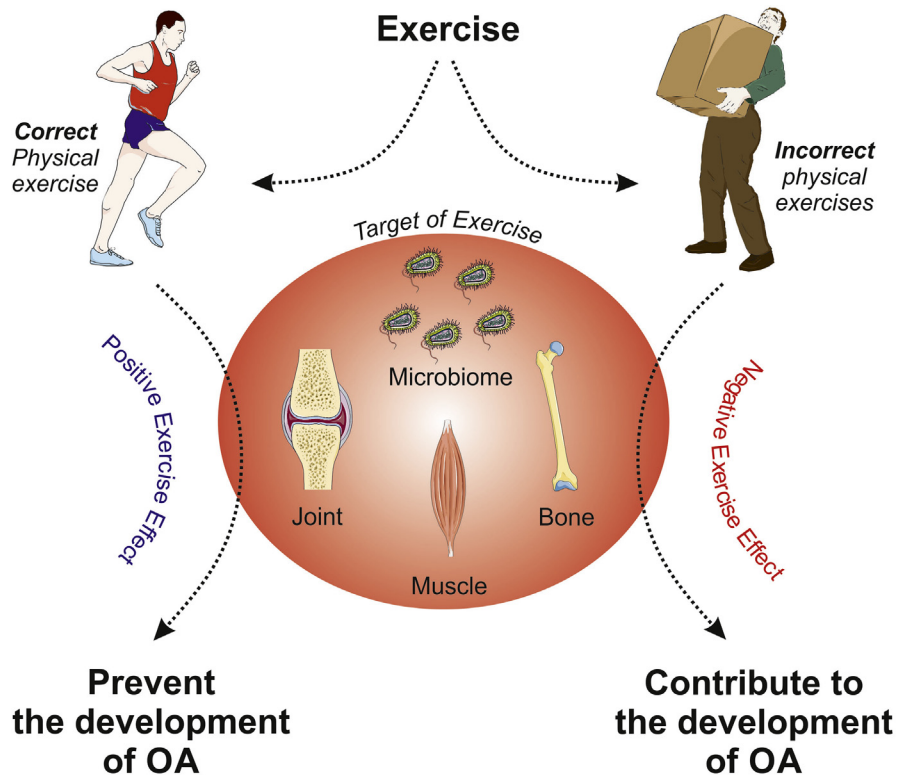 Exercise
Correct
Physical
exercise
Incorrect
physical
exercises
Target of Exercise
Microbiome
Joint
Bone
Muscle
Positive Exercise Effect
Negative Exercise Effect
Prevent
the development
of OA
Contribute to
the development
of OA